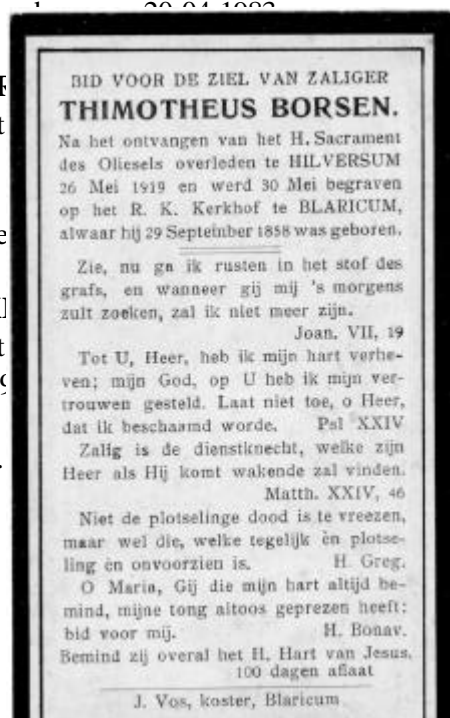 20-04-1983
BID VOOR DE ZIEL VAN ZALIGER
THIMOTHEUS BORSEN.
Na het ontvangen van het H. Sacrament
des Oliesels overleden te HILVERSUM
26 Mei 1919 en werd 30 Mei begraven
op het R. K. Kerkhof te BLARICUM,
alwaar hij 29 September 1858 was geboren.
Zie, nu ga ik rusten in het stof des
grafs, en wanneer gij mij 's morgens
zult zoeken, zal ik niet meer zijn.
Joan. VII, 19
Tot U, Heer, heb ik mijn hart verhe-
ven; mijn God, op U heb ik mijn ver-
trouwen gesteld. Laat niet toe, o Heer,
dat ik beschaamd worde. Psl XXIV
Zalig is de dienstknecht, welke zijn
Heer als Hij komt wakende zal vinden.
Matth. XXIV, 46
Niet de plotselinge dood is te vreezen,
maar wel die, welke tegelijk èn plotse-
ling èn onvoorzien is. H. Greg.
O Maria, Gij die mijn hart altijd be-
mind, mijne tong altoos geprezen heeft:
bid voor mij. H. Bonav.
Bemind zij overal het H. Hart van Jesus.
100 dagen aflaat
J. Vos, koster, Blaricum